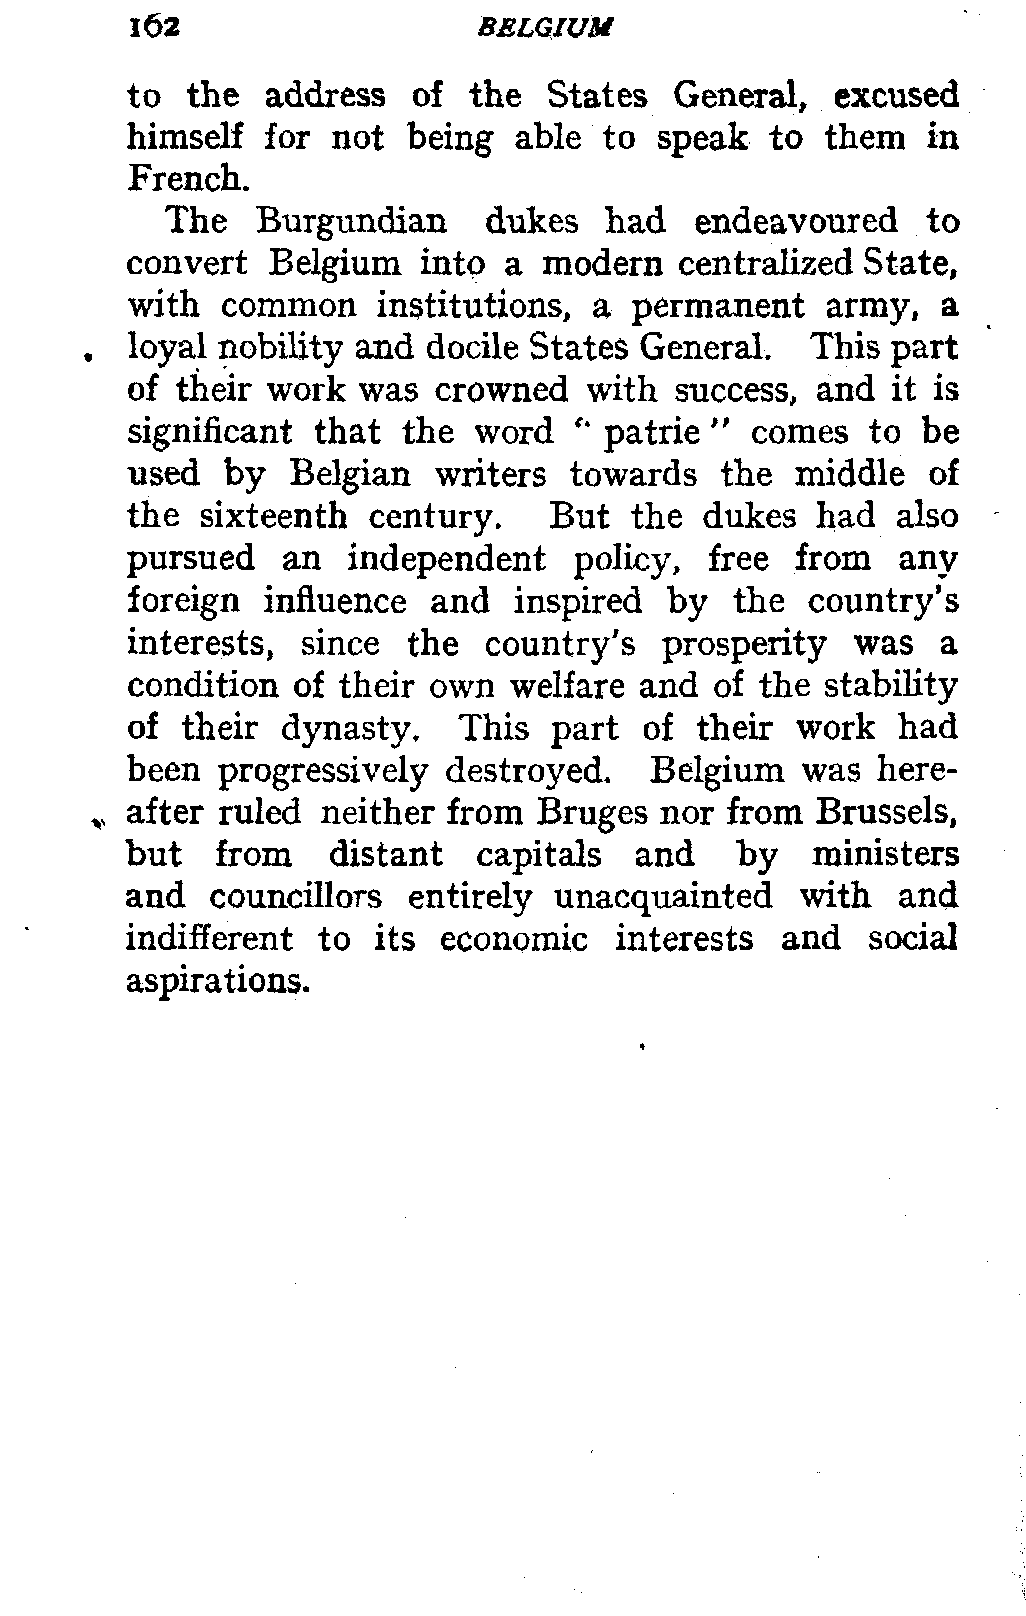 162 BELGIUM
to the address of the States General, excused
himself for not being able to speak to them in
French.
The Burgundian dukes had endeavoured to
convert Belgium into a modern centralized State,
with common institutions, a permanent army, a
loyal nobility and docile States General. This part
of their work was crowned with success, and it is
significant that the word "patrie" comes to be
used by Belgian writers towards the middle of
the sixteenth century. But the dukes had also
pursued an independent policy, free from any
foreign influence and inspired by the country's
interests, since the country's prosperity was a
condition of their own welfare and of the stability
of their dynasty. This part of their work had
been progressively destroyed. Belgium was here-
after ruled neither from Bruges nor from Brussels,
but from distant capitals and by ministers
and councillors entirely unacquainted with and
indifferent to its economic interests and social
aspirations.